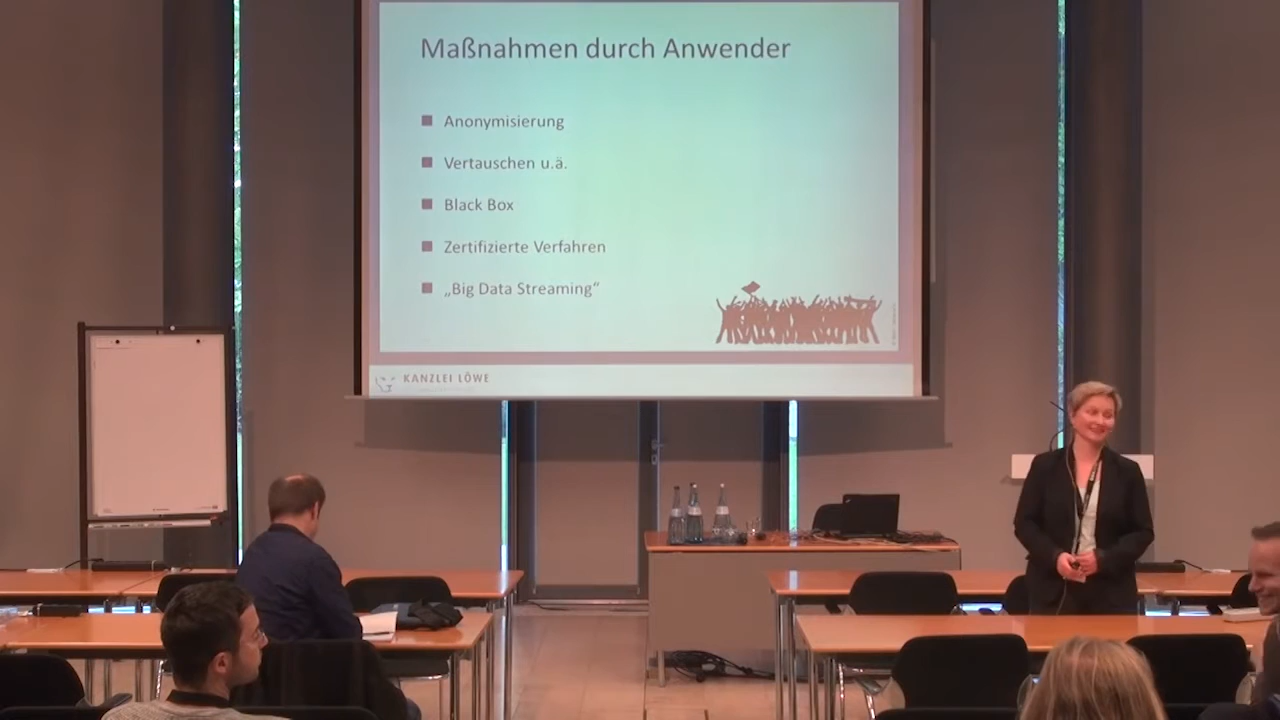 Maßnahmen durch Anwender
Anonymisierung
Vertauschen u.ä.
Black Box
Zertifizierte Verfahren
„Big Data Streaming“
KANZLEI LÖWE